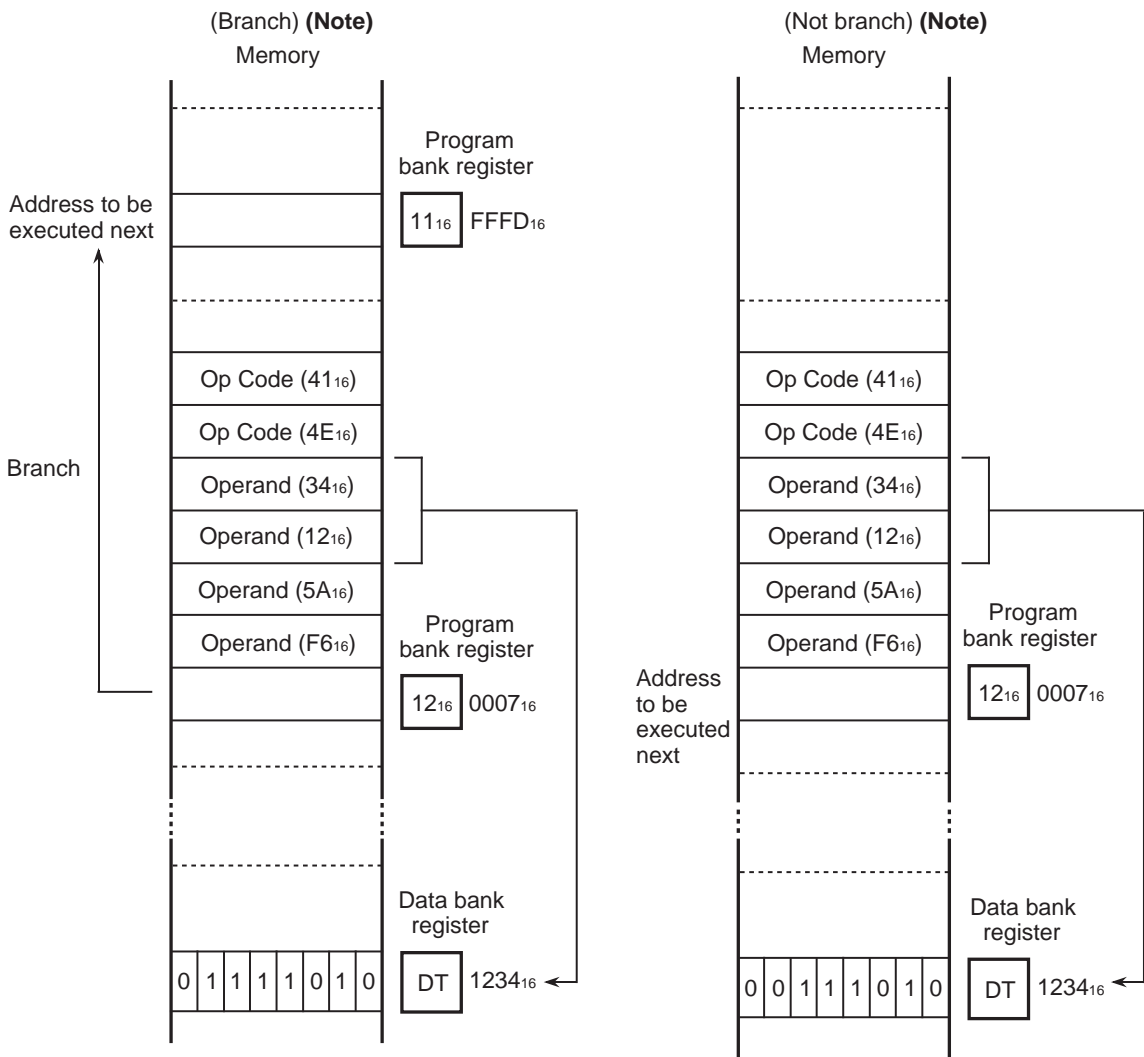 (Branch) (Note)
Memory
Program
bank register
11₁₆ FFFD₁₆
Address to be
executed next
Op Code (41₁₆)
Op Code (4E₁₆)
Branch
Operand (34₁₆)
Operand (12₁₆)
Operand (5A₁₆)
Operand (F6₁₆)
Program
bank register
12₁₆ 0007₁₆
Data bank
register
0 1 1 1 1 0 1 0
DT 1234₁₆
(Not branch) (Note)
Memory
Op Code (41₁₆)
Op Code (4E₁₆)
Operand (34₁₆)
Operand (12₁₆)
Operand (5A₁₆)
Operand (F6₁₆)
Program
bank register
12₁₆ 0007₁₆
Address
to be
executed
next
Data bank
register
0 0 1 1 1 0 1 0
DT 1234₁₆